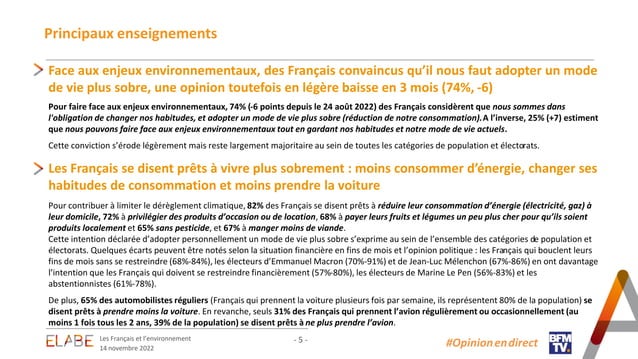 Principaux enseignements
Face aux enjeux environnementaux, des Français convaincus qu'il nous faut adopter un mode
de vie plus sobre, une opinion toutefois en légère baisse en 3 mois (74%, -6)
Pour faire face aux enjeux environnementaux, 74% (-6 points depuis le 24 août 2022) des Français considèrent que nous sommes dans
l'obligation de changer nos habitudes, et adopter un mode de vie plus sobre (réduction de notre consommation). A l'inverse, 25% (+7) estiment
que nous pouvons faire face aux enjeux environnementaux tout en gardant nos habitudes et notre mode de vie actuels.
Cette conviction s'érode légèrement mais reste largement majoritaire au sein de toutes les catégories de population et électorats.
Les Français se disent prêts à vivre plus sobrement : moins consommer d'énergie, changer ses
habitudes de consommation et moins prendre la voiture
Pour contribuer à limiter le dérèglement climatique, 82% des Français se disent prêts à réduire leur consommation d'énergie (électricité, gaz) à
leur domicile, 72% à privilégier des produits d'occasion ou de location, 68% à payer leurs fruits et légumes un peu plus cher pour qu'ils soient
produits localement et 65% sans pesticide, et 67% à manger moins de viande.
Cette intention déclarée d'adopter personnellement un mode de vie plus sobre s'exprime au sein de l'ensemble des catégories de population et
électorats. Quelques écarts peuvent être notés selon la situation financière en fins de mois et l'opinion politique : les Français qui bouclent leurs
fins de mois sans se restreindre (68%-84%), les électeurs d'Emmanuel Macron (70%-91%) et de Jean-Luc Mélenchon (67%-86%) en ont davantage
l'intention que les Français qui doivent se restreindre financièrement (57%-80%), les électeurs de Marine Le Pen (56%-83%) et les
abstentionnistes (61%-78%).
De plus, 65% des automobilistes réguliers (Français qui prennent la voiture plusieurs fois par semaine, ils représentent 80% de la population) se
disent prêts à prendre moins la voiture. En revanche, seuls 31% des Français qui prennent l'avion régulièrement ou occasionnellement (au
moins 1 fois tous les 2 ans, 39% de la population) se disent prêts à ne plus prendre l'avion.
ELABE
Les Français et l'environnement
14 novembre 2022
- 5 -
#Opinion en direct
BFM
TV.